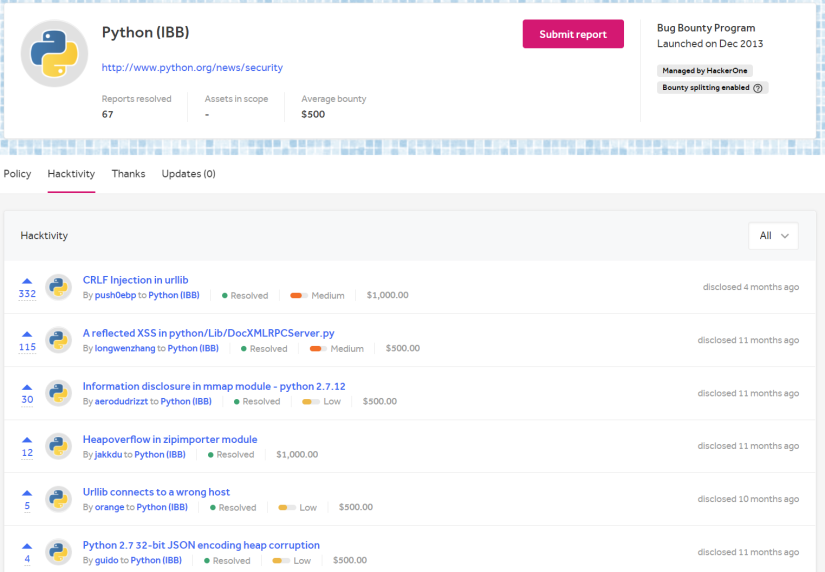 Python (IBB)
Submit report
Bug Bounty Program
Launched on Dec 2013
http://www.python.org/news/security
Managed by HackerOne
Bounty splitting enabled ?
Reports resolved Assets in scope Average bounty
67 - $500
Policy Hacktivity Thanks Updates (0)
Hacktivity All
CRLF Injection in urllib
332 By push0ebp to Python (IBB) Resolved Medium $1,000.00 disclosed 4 months ago
A reflected XSS in python/Lib/DocXMLRPCServer.py
115 By longwenzhang to Python (IBB) Resolved Medium $500.00 disclosed 11 months ago
Information disclosure in mmap module - python 2.7.12
30 By aerodudrizzt to Python (IBB) Resolved Low $500.00 disclosed 11 months ago
Heapoverflow in zipimporter module
12 By jakkdu to Python (IBB) Resolved $1,000.00 disclosed 11 months ago
Urllib connects to a wrong host
5 By orange to Python (IBB) Resolved Low $500.00 disclosed 10 months ago
Python 2.7 32-bit JSON encoding heap corruption
4 By guido to Python (IBB) Resolved Low $500.00 disclosed 11 months ago